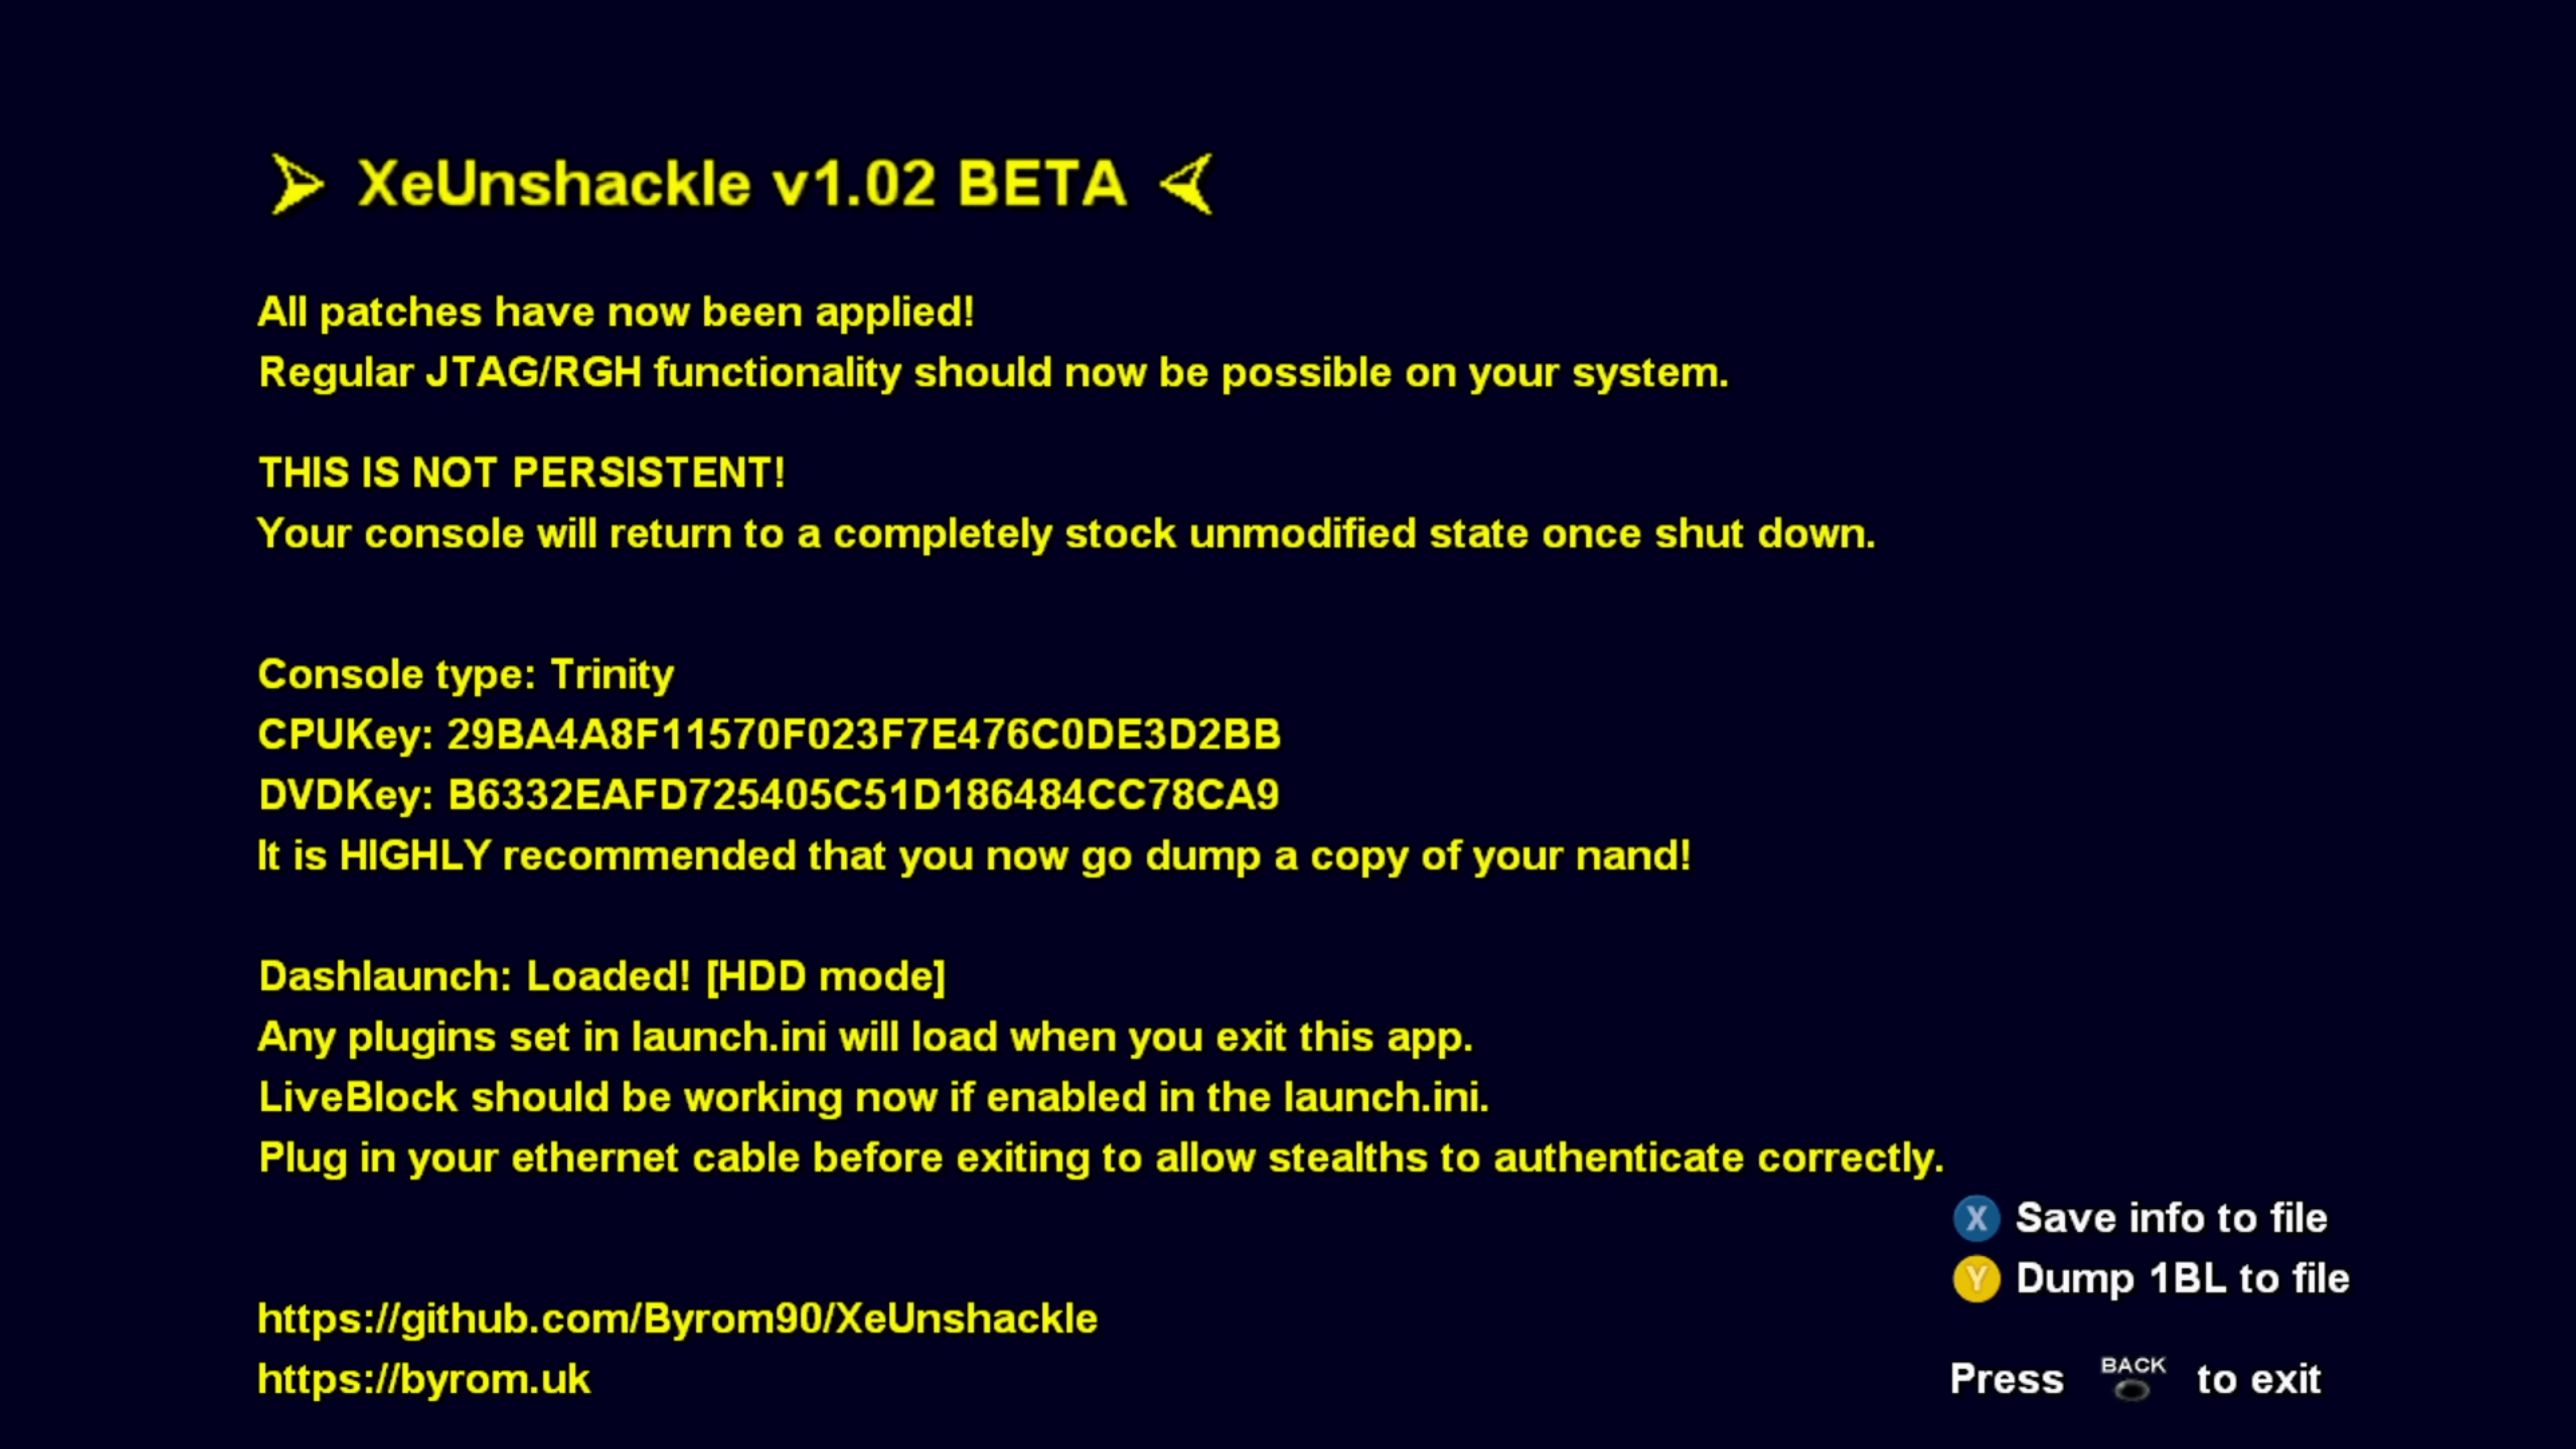 XeUnshackle v1.02 BETA
All patches have now been applied!
Regular JTAG/RGH functionality should now be possible on your system.
THIS IS NOT PERSISTENT!
Your console will return to a completely stock unmodified state once shut down.
Console type: Trinity
CPUKey: 29BA4A8F11570F023F7E476C0DE3D2BB
DVDKey: B6332EAFD725405C51D186484CC78CA9
It is HIGHLY recommended that you now go dump a copy of your nand!
Dashlaunch: Loaded! [HDD mode]
Any plugins set in launch.ini will load when you exit this app.
LiveBlock should be working now if enabled in the launch.ini.
Plug in your ethernet cable before exiting to allow stealths to authenticate correctly.
X Save info to file
Y Dump 1BL to file
https://github.com/Byrom90/XeUnshackle
https://byrom.uk
Press BACK to exit